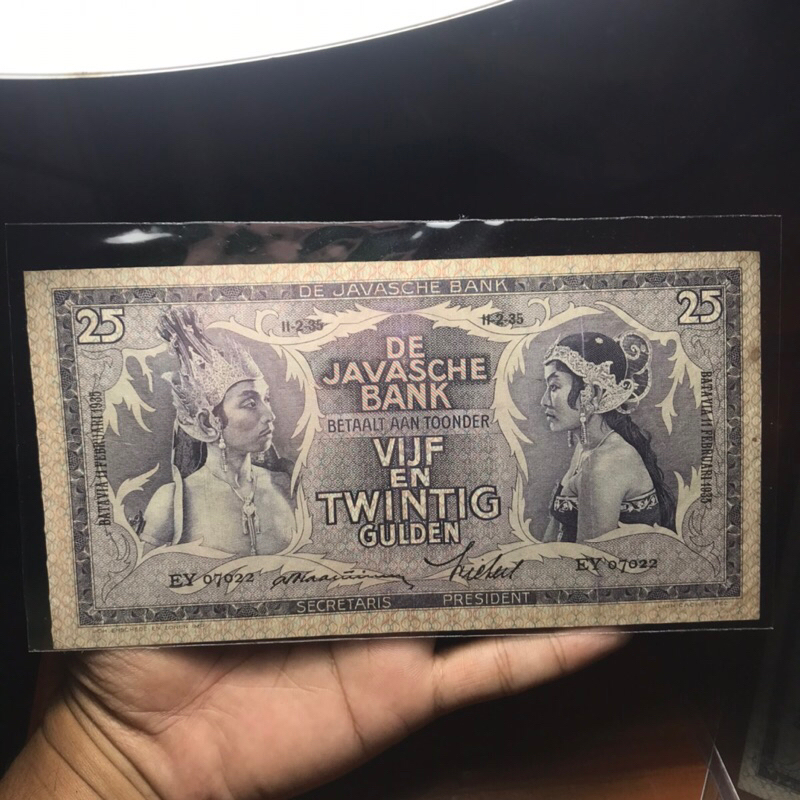 DE JAVASCHE BANK
25
25
11-2-35
11-2-35
DE
JAVASCHE
BANK
BETAALT AAN TOONDER
VIJF
EN
TWINTIG
GULDEN
BATAVIA 11 FEBRUARI 1935
BATAVIA 11 FEBRUARI 1935
EY 07022
EY 07022
SECRETARIS PRESIDENT